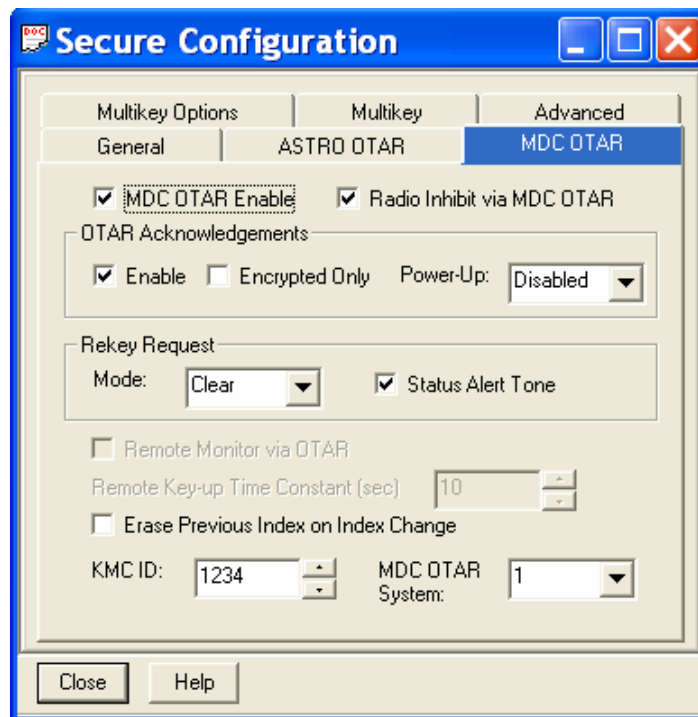 DOC
Secure Configuration
Multikey Options Multikey Advanced
General ASTRO OTAR MDC OTAR
MDC OTAR Enable Radio Inhibit via MDC OTAR
OTAR Acknowledgements
Enable Encrypted Only Power-Up: Disabled
Rekey Request
Mode: Clear Status Alert Tone
Remote Monitor via OTAR
Remote Key-up Time Constant (sec) 10
Erase Previous Index on Index Change
KMC ID: 1234 MDC OTAR System: 1
Close Help